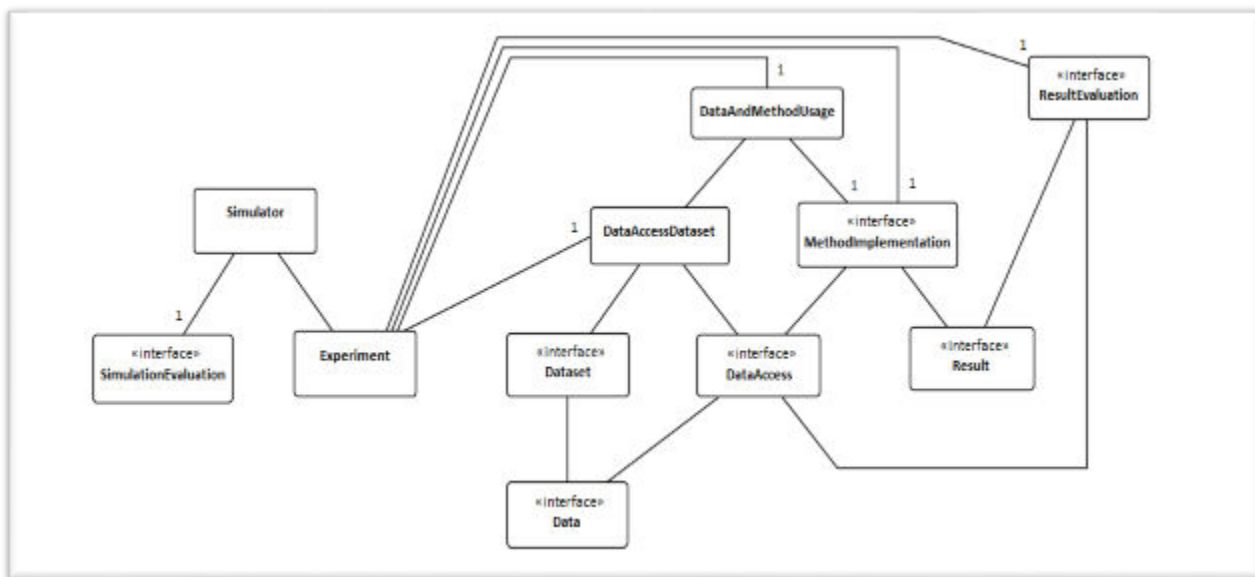 1
«interface»
ResultEvaluation
1
DataAndMethodUsage
1
1
Simulator
1
DataAccessDataset
«interface»
MethodImplementation
1
«interface»
SimulationEvaluation
Experiment
«interface»
Dataset
«interface»
DataAccess
«interface»
Result
«interface»
Data